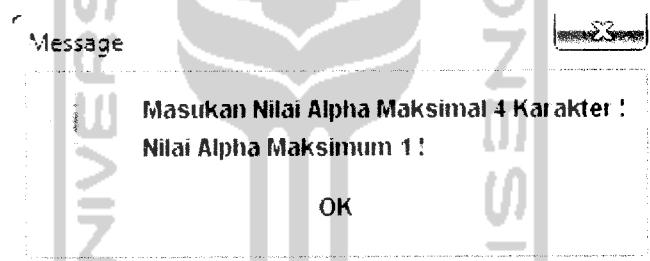 Message
Masukan Nilai Alpha Maksimal 4 Karakter !
Nilai Alpha Maksimum 1 !
OK